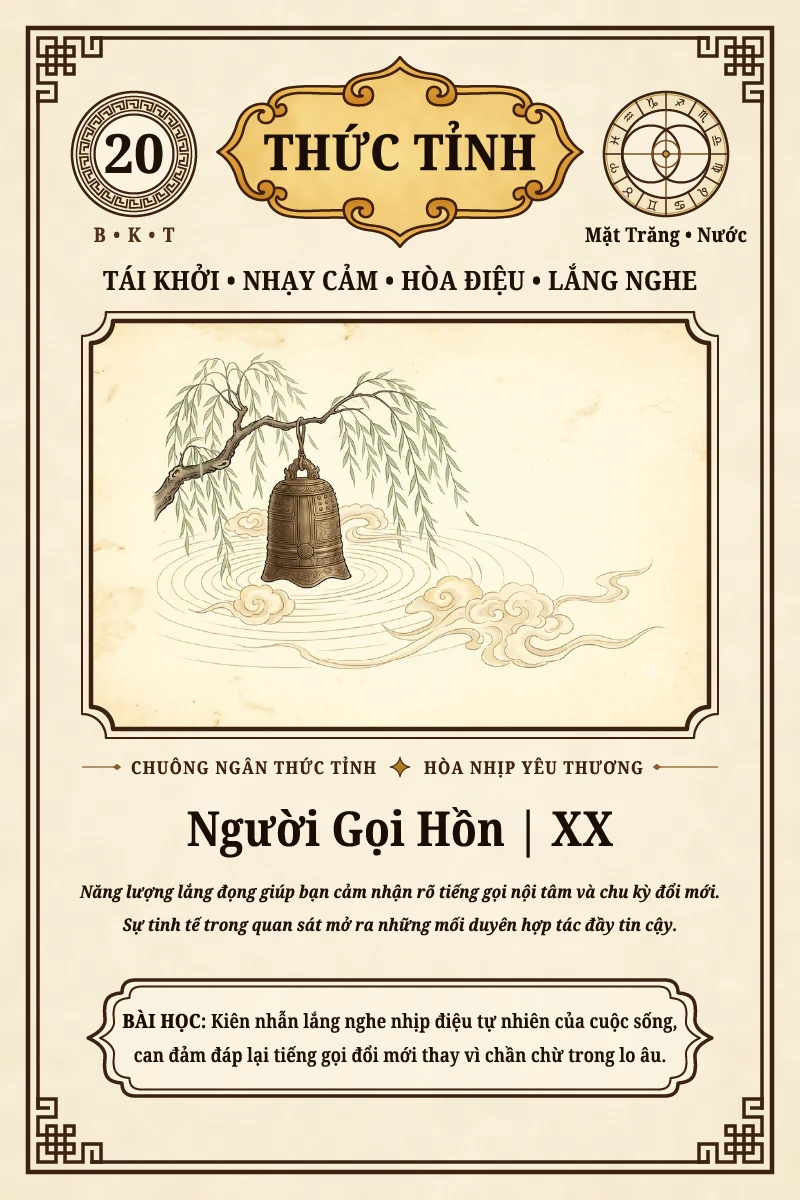 20
THỨC TỈNH
B • K • T
Mặt Trăng • Nước
TÁI KHỞI • NHẠY CẢM • HÒA ĐIỆU • LẮNG NGHE
CHUÔNG NGÂN THỨC TỈNH ✦ HÒA NHỊP YÊU THƯƠNG
Người Gọi Hồn | XX
Năng lượng lắng đọng giúp bạn cảm nhận rõ tiếng gọi nội tâm và chu kỳ đổi mới.
Sự tinh tế trong quan sát mở ra những mối duyên hợp tác đầy tin cậy.
BÀI HỌC: Kiên nhẫn lắng nghe nhịp điệu tự nhiên của cuộc sống,
can đảm đáp lại tiếng gọi đổi mới thay vì chần chừ trong lo âu.